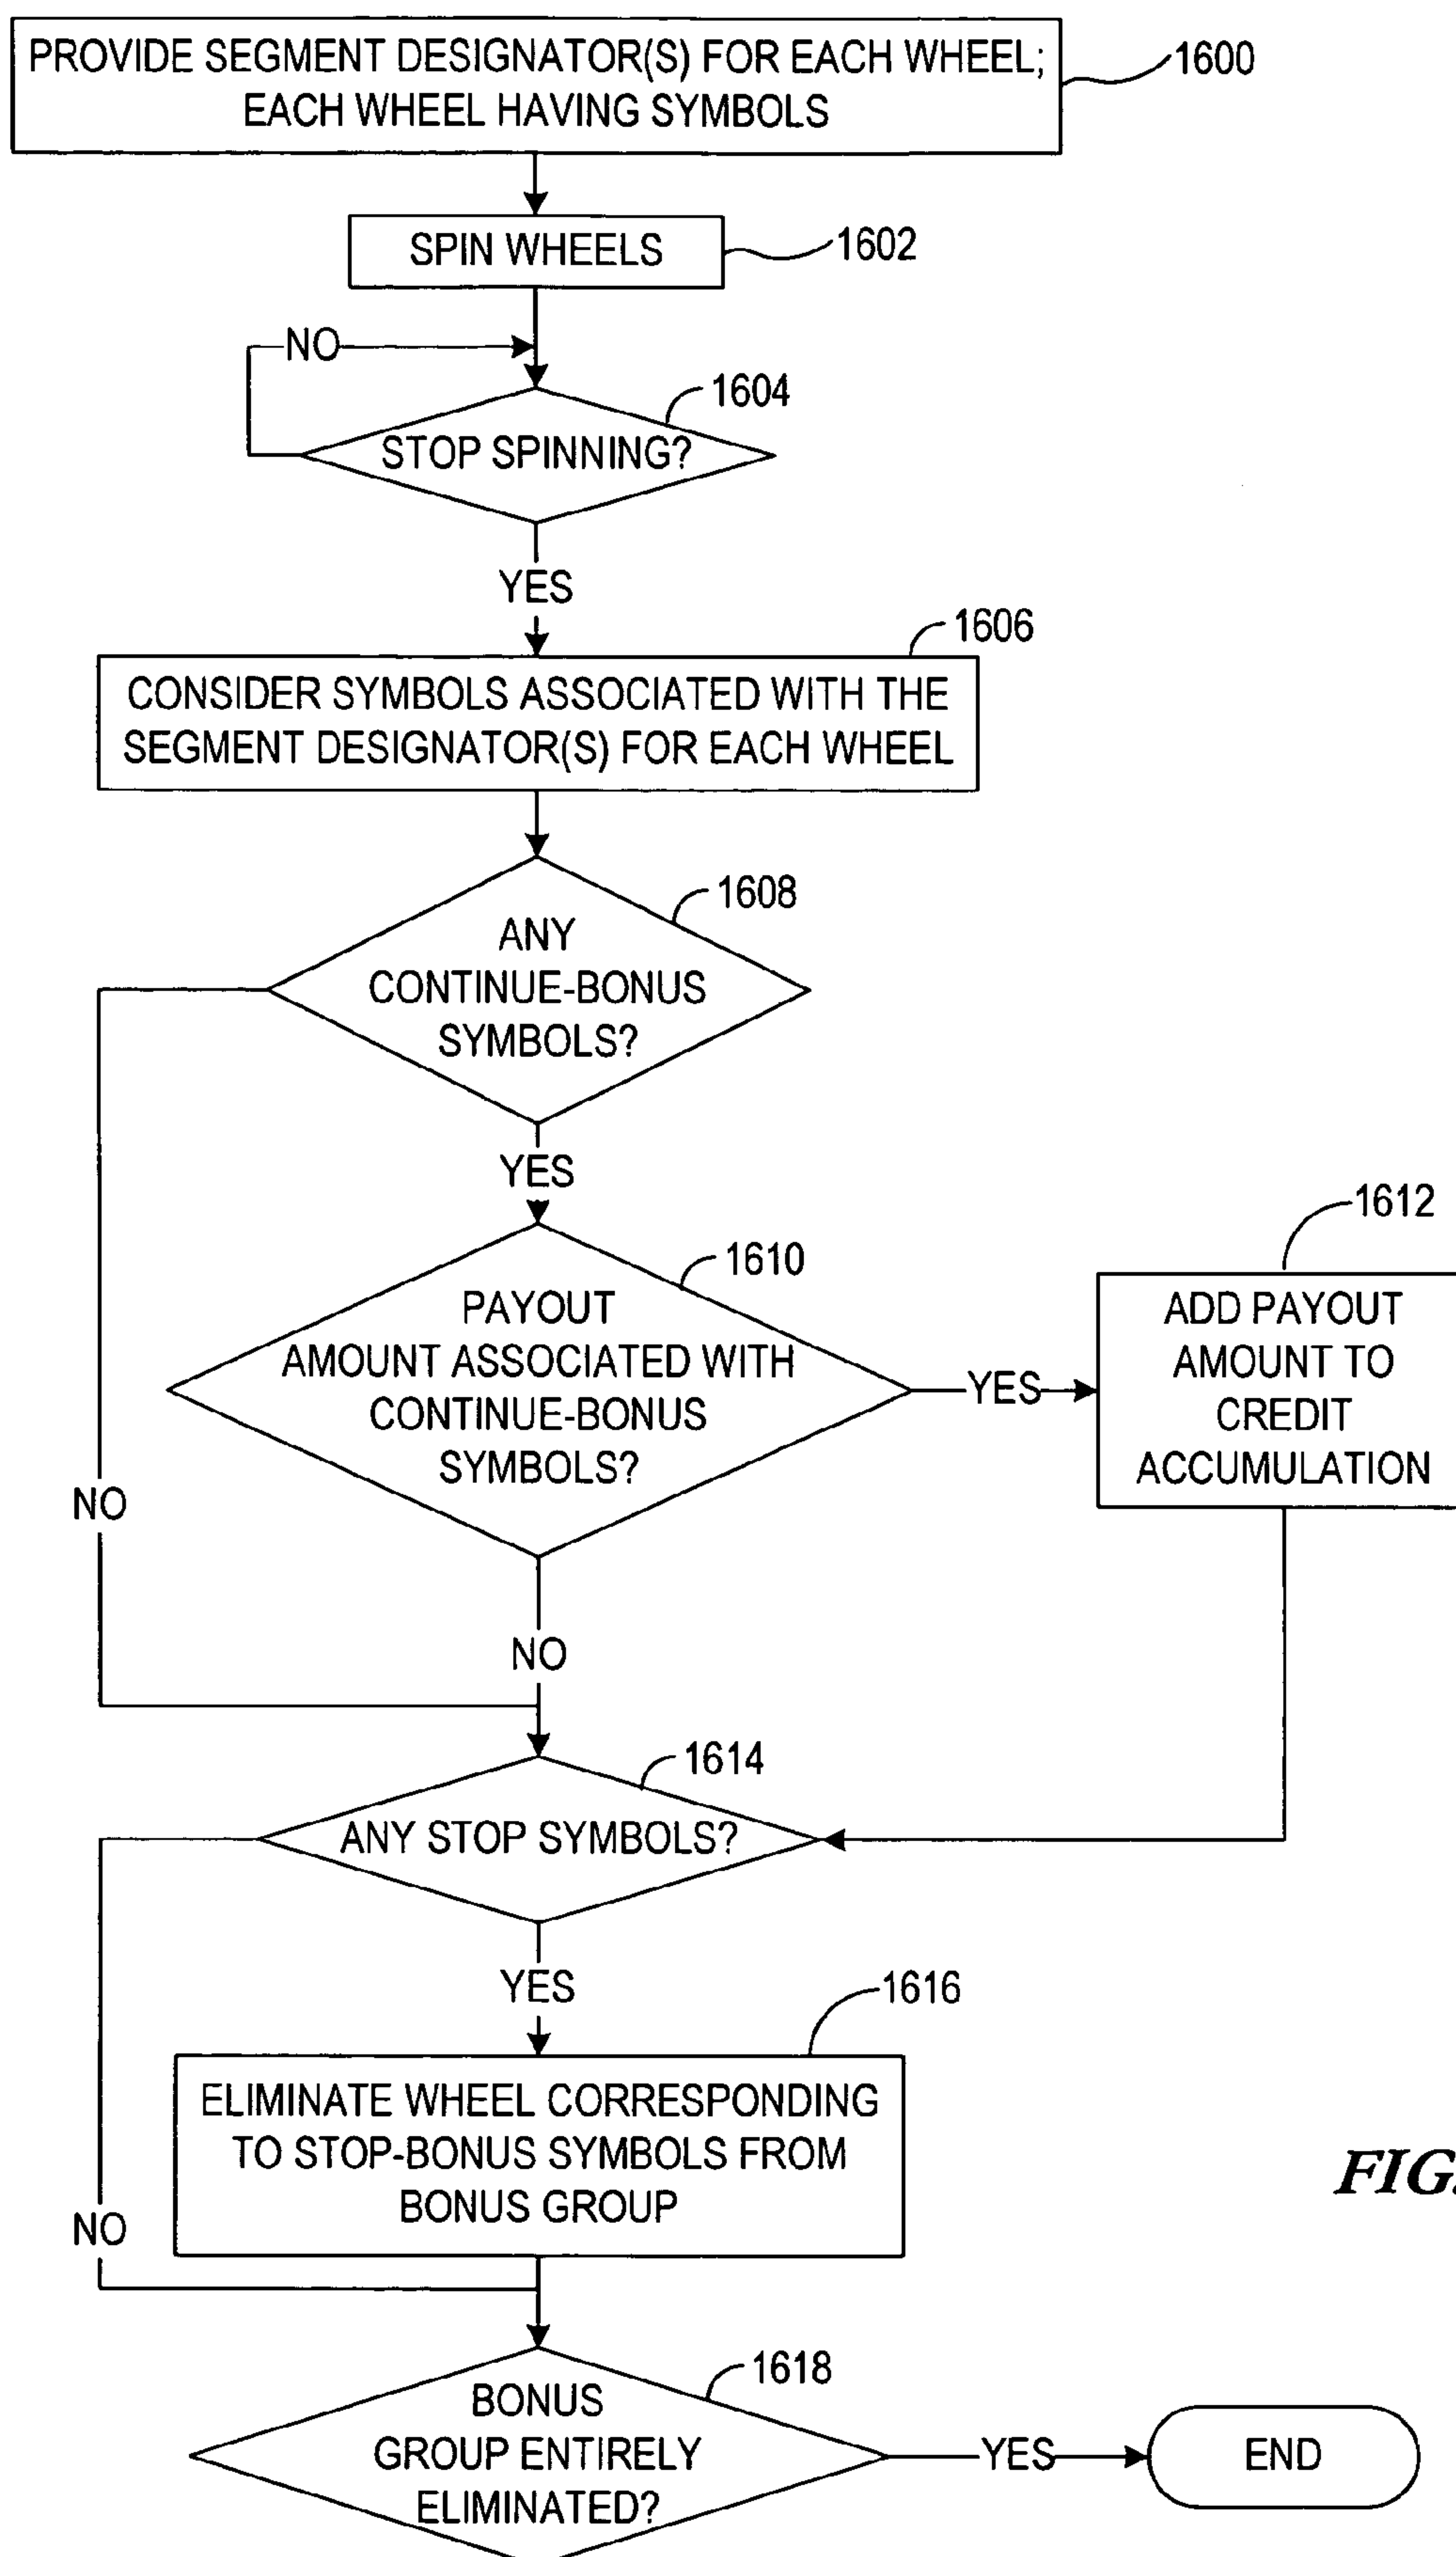 PROVIDE SEGMENT DESIGNATOR(S) FOR EACH WHEEL;
EACH WHEEL HAVING SYMBOLS
1600
SPIN WHEELS
1602
NO
1604
STOP SPINNING?
YES
1606
CONSIDER SYMBOLS ASSOCIATED WITH THE
SEGMENT DESIGNATOR(S) FOR EACH WHEEL
1608
ANY
CONTINUE-BONUS
SYMBOLS?
YES
1610
PAYOUT
AMOUNT ASSOCIATED WITH
CONTINUE-BONUS
SYMBOLS?
YES
1612
ADD PAYOUT
AMOUNT TO
CREDIT
ACCUMULATION
NO
NO
1614
ANY STOP SYMBOLS?
YES
1616
ELIMINATE WHEEL CORRESPONDING
TO STOP-BONUS SYMBOLS FROM
BONUS GROUP
FIG.
NO
1618
BONUS
GROUP ENTIRELY
ELIMINATED?
YES
END